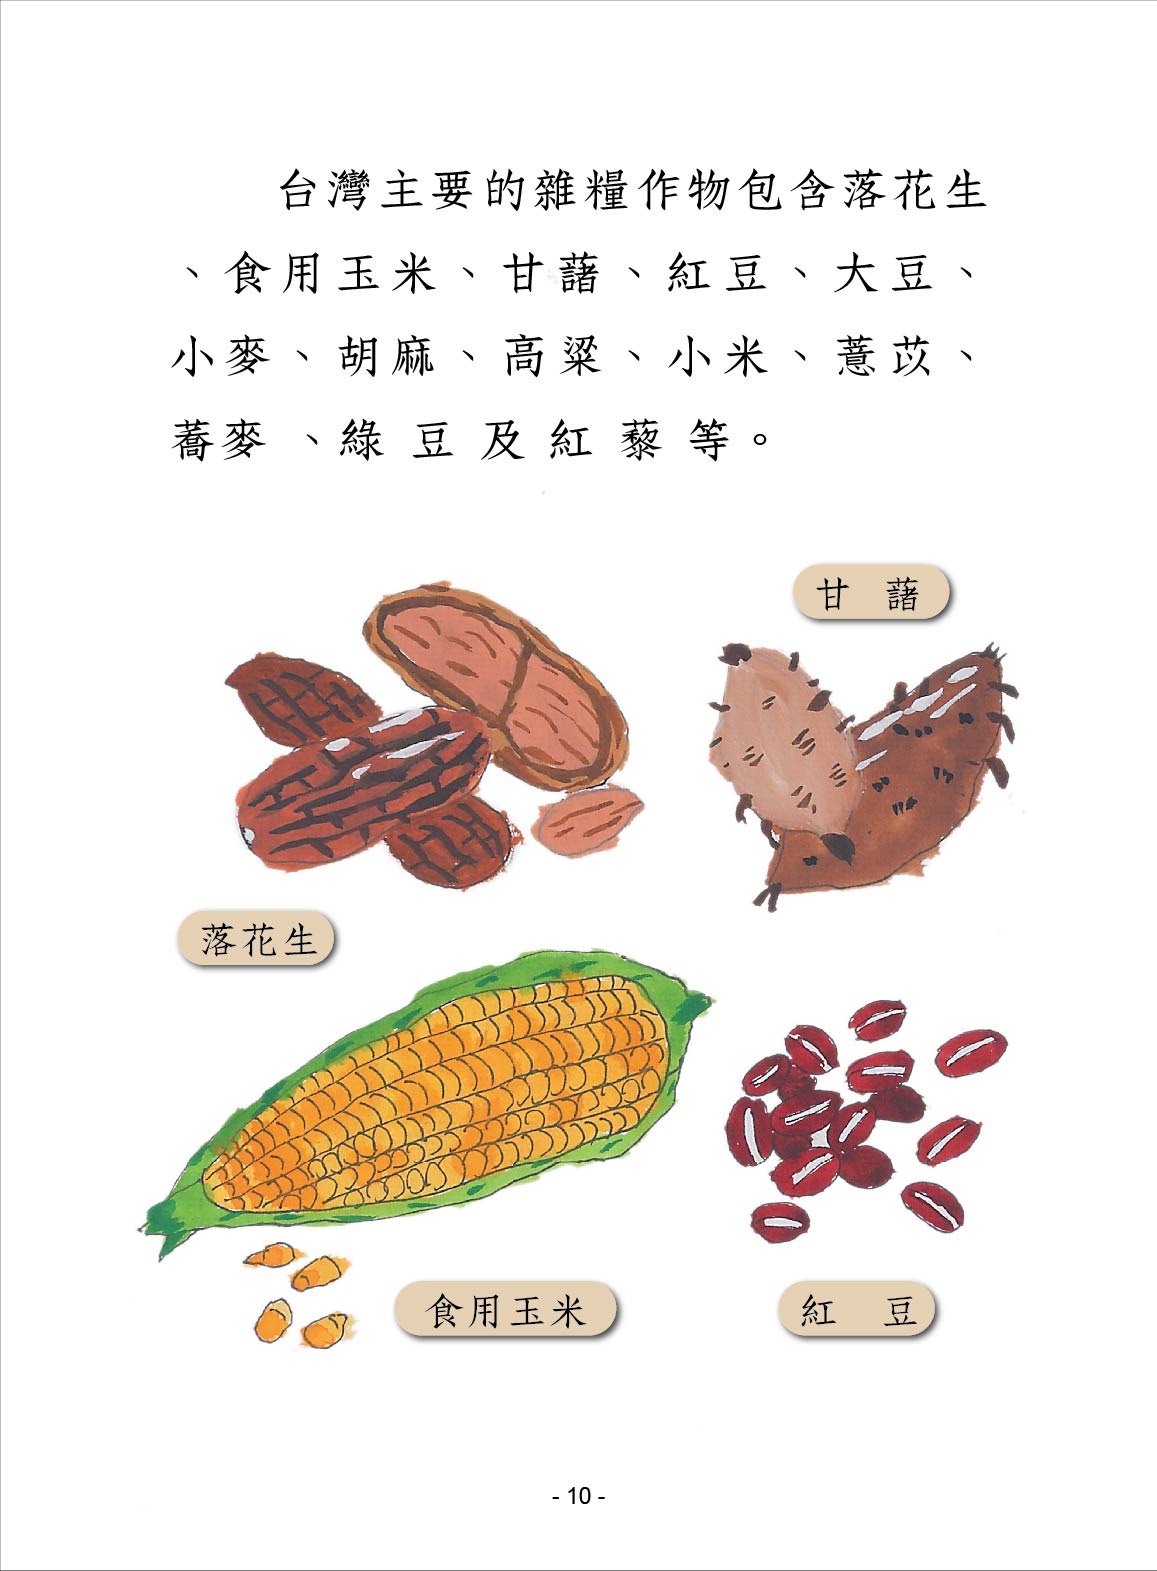 台灣主要的雜糧作物包含落花生
、食用玉米、甘藷、紅豆、大豆、
小麥、胡麻、高粱、小米、薏苡、
蕎麥、綠豆及紅藜等。
甘藷
落花生
食用玉米
紅豆
- 10 -